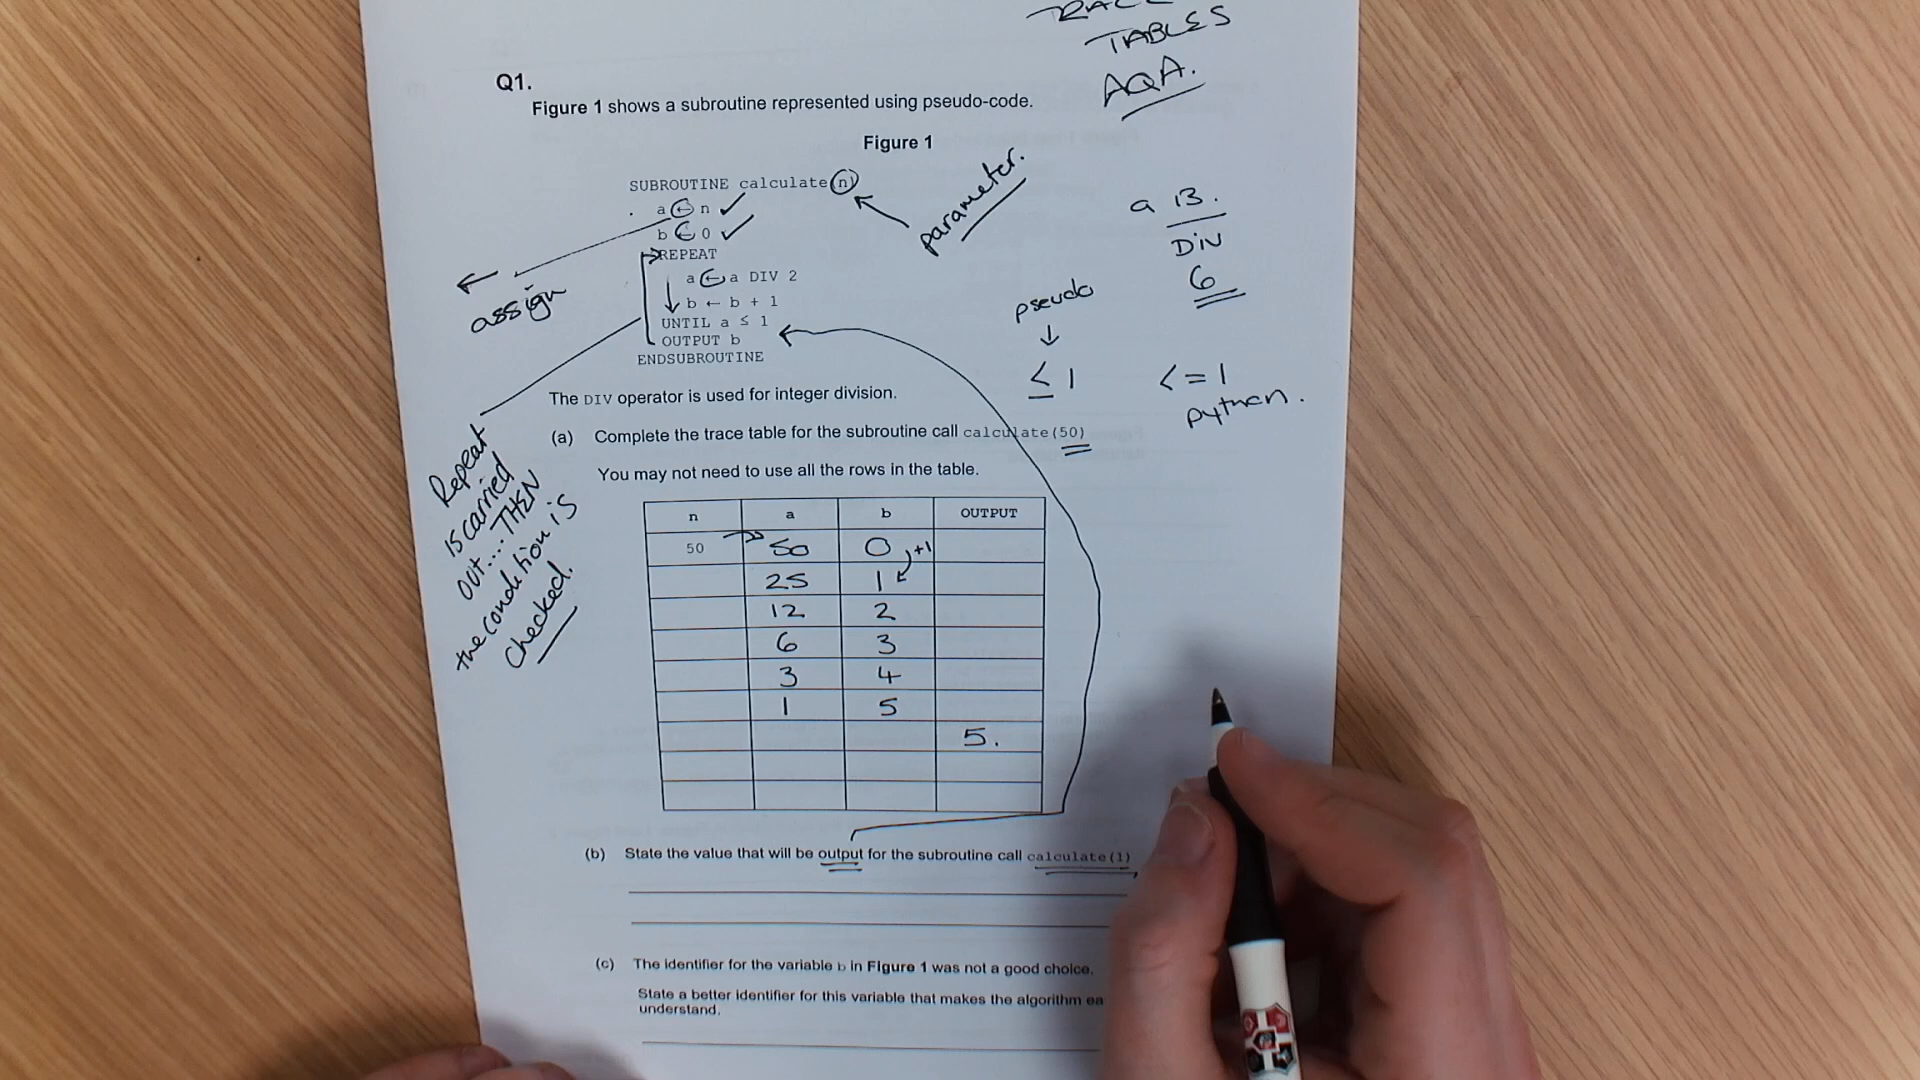 TABLES
AQA.
Q1.
Figure 1 shows a subroutine represented using pseudo-code.
Figure 1
SUBROUTINE calculate(n)
a ← n
b ← 0
REPEAT
a ← a DIV 2
b ← b + 1
UNTIL a ≤ 1
OUTPUT b
ENDSUBROUTINE
parameter.
← assign
a 13.
DIV
6
pseudo
↓
≤ 1
<= 1
python.
The DIV operator is used for integer division.
(a) Complete the trace table for the subroutine call calculate(50)
You may not need to use all the rows in the table.
Repeat
is carried
out.... THEN
the condition is
checked.
n a b OUTPUT
50 50 0 +1
25 1
12 2
6 3
3 4
1 5
5.
(b) State the value that will be output for the subroutine call calculate(1)
(c) The identifier for the variable b in Figure 1 was not a good choice.
State a better identifier for this variable that makes the algorithm
understand.